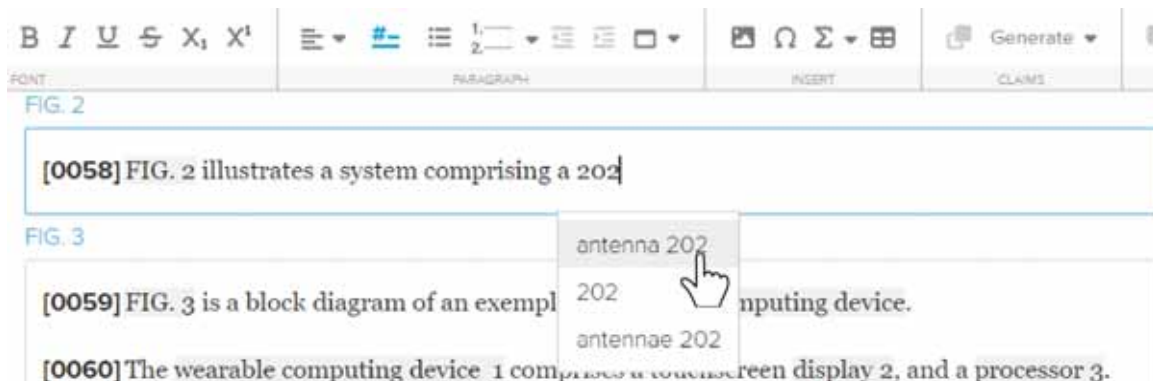 B I U S X₁ X¹ Generate
FONT PARAGRAPH INSERT CLAIMS
FIG. 2
[0058] FIG. 2 illustrates a system comprising a 202
FIG. 3
antenna 202
202
antennae 202
[0059] FIG. 3 is a block diagram of an exempl nputing device.
[0060] The wearable computing device 1 comprises a touchscreen display 2, and a processor 3.